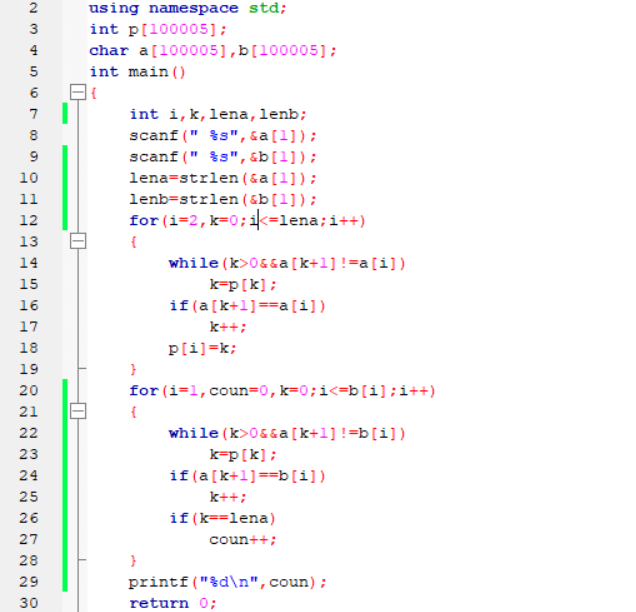 2 using namespace std;
3 int p[100005];
4 char a[100005],b[100005];
5 int main()
6 {
7 int i,k,lena,lenb;
8 scanf(" %s",&a[1]);
9 scanf(" %s",&b[1]);
10 lena=strlen(&a[1]);
11 lenb=strlen(&b[1]);
12 for(i=2,k=0;i<=lena;i++)
13 {
14 while(k>0&&a[k+1]!=a[i])
15 k=p[k];
16 if(a[k+1]==a[i])
17 k++;
18 p[i]=k;
19 }
20 for(i=1,coun=0,k=0;i<=b[i];i++)
21 {
22 while(k>0&&a[k+1]!=b[i])
23 k=p[k];
24 if(a[k+1]==b[i])
25 k++;
26 if(k==lena)
27 coun++;
28 }
29 printf("%d\n",coun);
30 return 0;